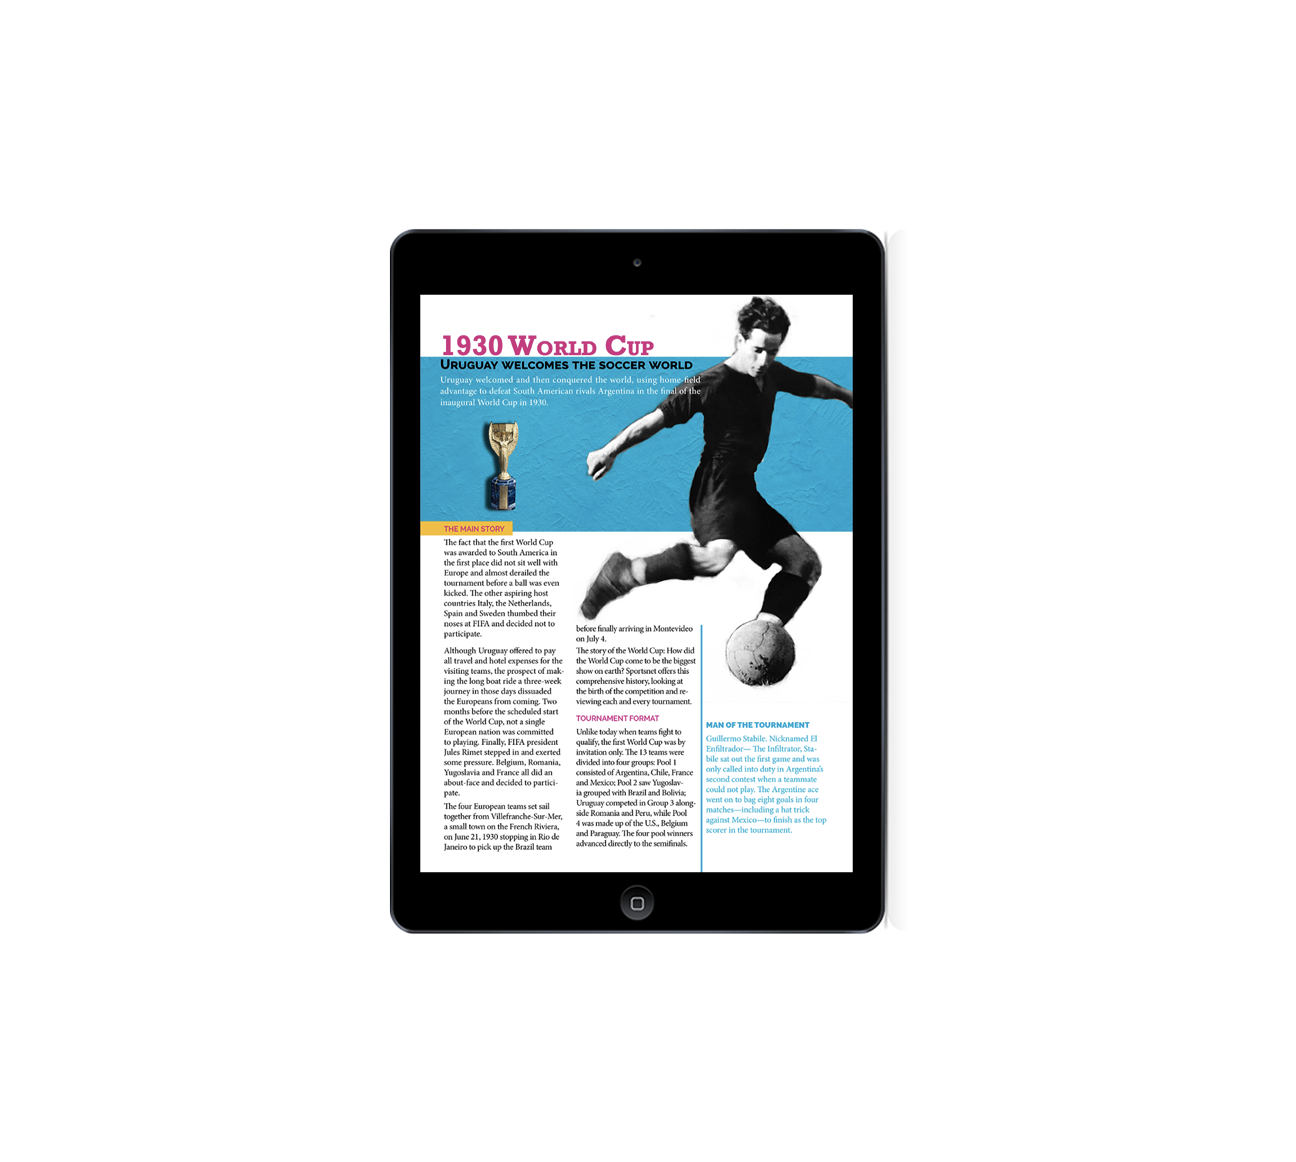 1930 World Cup
Uruguay welcomes the soccer world
Uruguay welcomed and then conquered the world, using home field
advantage to defeat South American rivals Argentina in the final of the
inaugural World Cup in 1930.
THE MAIN STORY
The fact that the first World Cup
was awarded to South America in
the first place did not sit well with
Europe and almost derailed the
tournament before a ball was even
kicked. The other aspiring host
countries Italy, the Netherlands,
Spain and Sweden thumbed their
noses at FIFA and decided not to
participate.
Although Uruguay offered to pay
all travel and hotel expenses for the
visiting teams, the prospect of mak-
ing the long boat ride a three-week
journey in those days dissuaded
the Europeans from coming. Two
months before the scheduled start
of the World Cup, not a single
European nation was committed
to playing. Finally, FIFA president
Jules Rimet stepped in and exerted
some pressure. Belgium, Romania,
Yugoslavia and France all did an
about-face and decided to partici-
pate.
The four European teams set sail
together from Villefranche-Sur-Mer,
a small town on the French Riviera,
on June 21, 1930 stopping in Rio de
Janeiro to pick up the Brazil team
before finally arriving in Montevideo
on July 4.
The story of the World Cup: How did
the World Cup come to be the biggest
show on earth? Sportsnet offers this
comprehensive history, looking at
the birth of the competition and re-
viewing each and every tournament.
TOURNAMENT FORMAT
Unlike today when teams fight to
qualify, the first World Cup was by
invitation only. The 13 teams were
divided into four groups: Pool 1
consisted of Argentina, Chile, France
and Mexico; Pool 2 saw Yugoslav-
ia grouped with Brazil and Bolivia;
Uruguay competed in Group 3 along-
side Romania and Peru, while Pool
4 was made up of the U.S., Belgium
and Paraguay. The four pool winners
advanced directly to the semifinals.
MAN OF THE TOURNAMENT
Guillermo Stabile. Nicknamed El
Enfiltrador— The Infiltrator, Sta-
bile sat out the first game and was
only called into duty in Argentina's
second contest when a teammate
could not play. The Argentine ace
went on to bag eight goals in four
matches—including a hat trick
against Mexico—to finish as the top
scorer in the tournament.